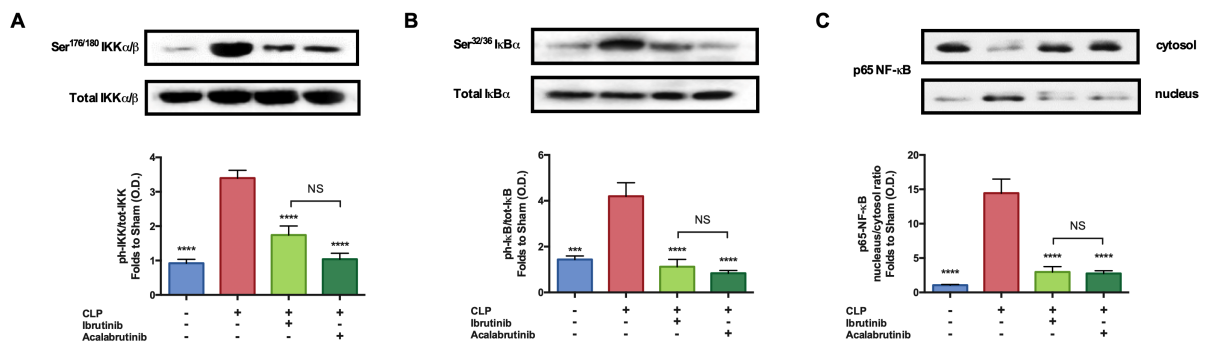 A
Ser176/180 IKKα/β
Total IKKα/β
ph-IKK/tot-IKK
Folds to Sham (O.D.)
4
3
2
1
0
****
****
****
NS
CLP - + + +
Ibrutinib - - + -
Acalabrutinib - - - +
B
Ser32/36 IκBα
Total IκBα
ph-IκB/tot-IκB
Folds to Sham (O.D.)
6
4
2
0
***
****
****
NS
CLP - + + +
Ibrutinib - - + -
Acalabrutinib - - - +
C
p65 NF-κB
cytosol
nucleus
p65-NF-κB
nucleus/cytosol ratio
Folds to Sham (O.D.)
20
15
10
5
0
****
****
****
NS
CLP - + + +
Ibrutinib - - + -
Acalabrutinib - - - +